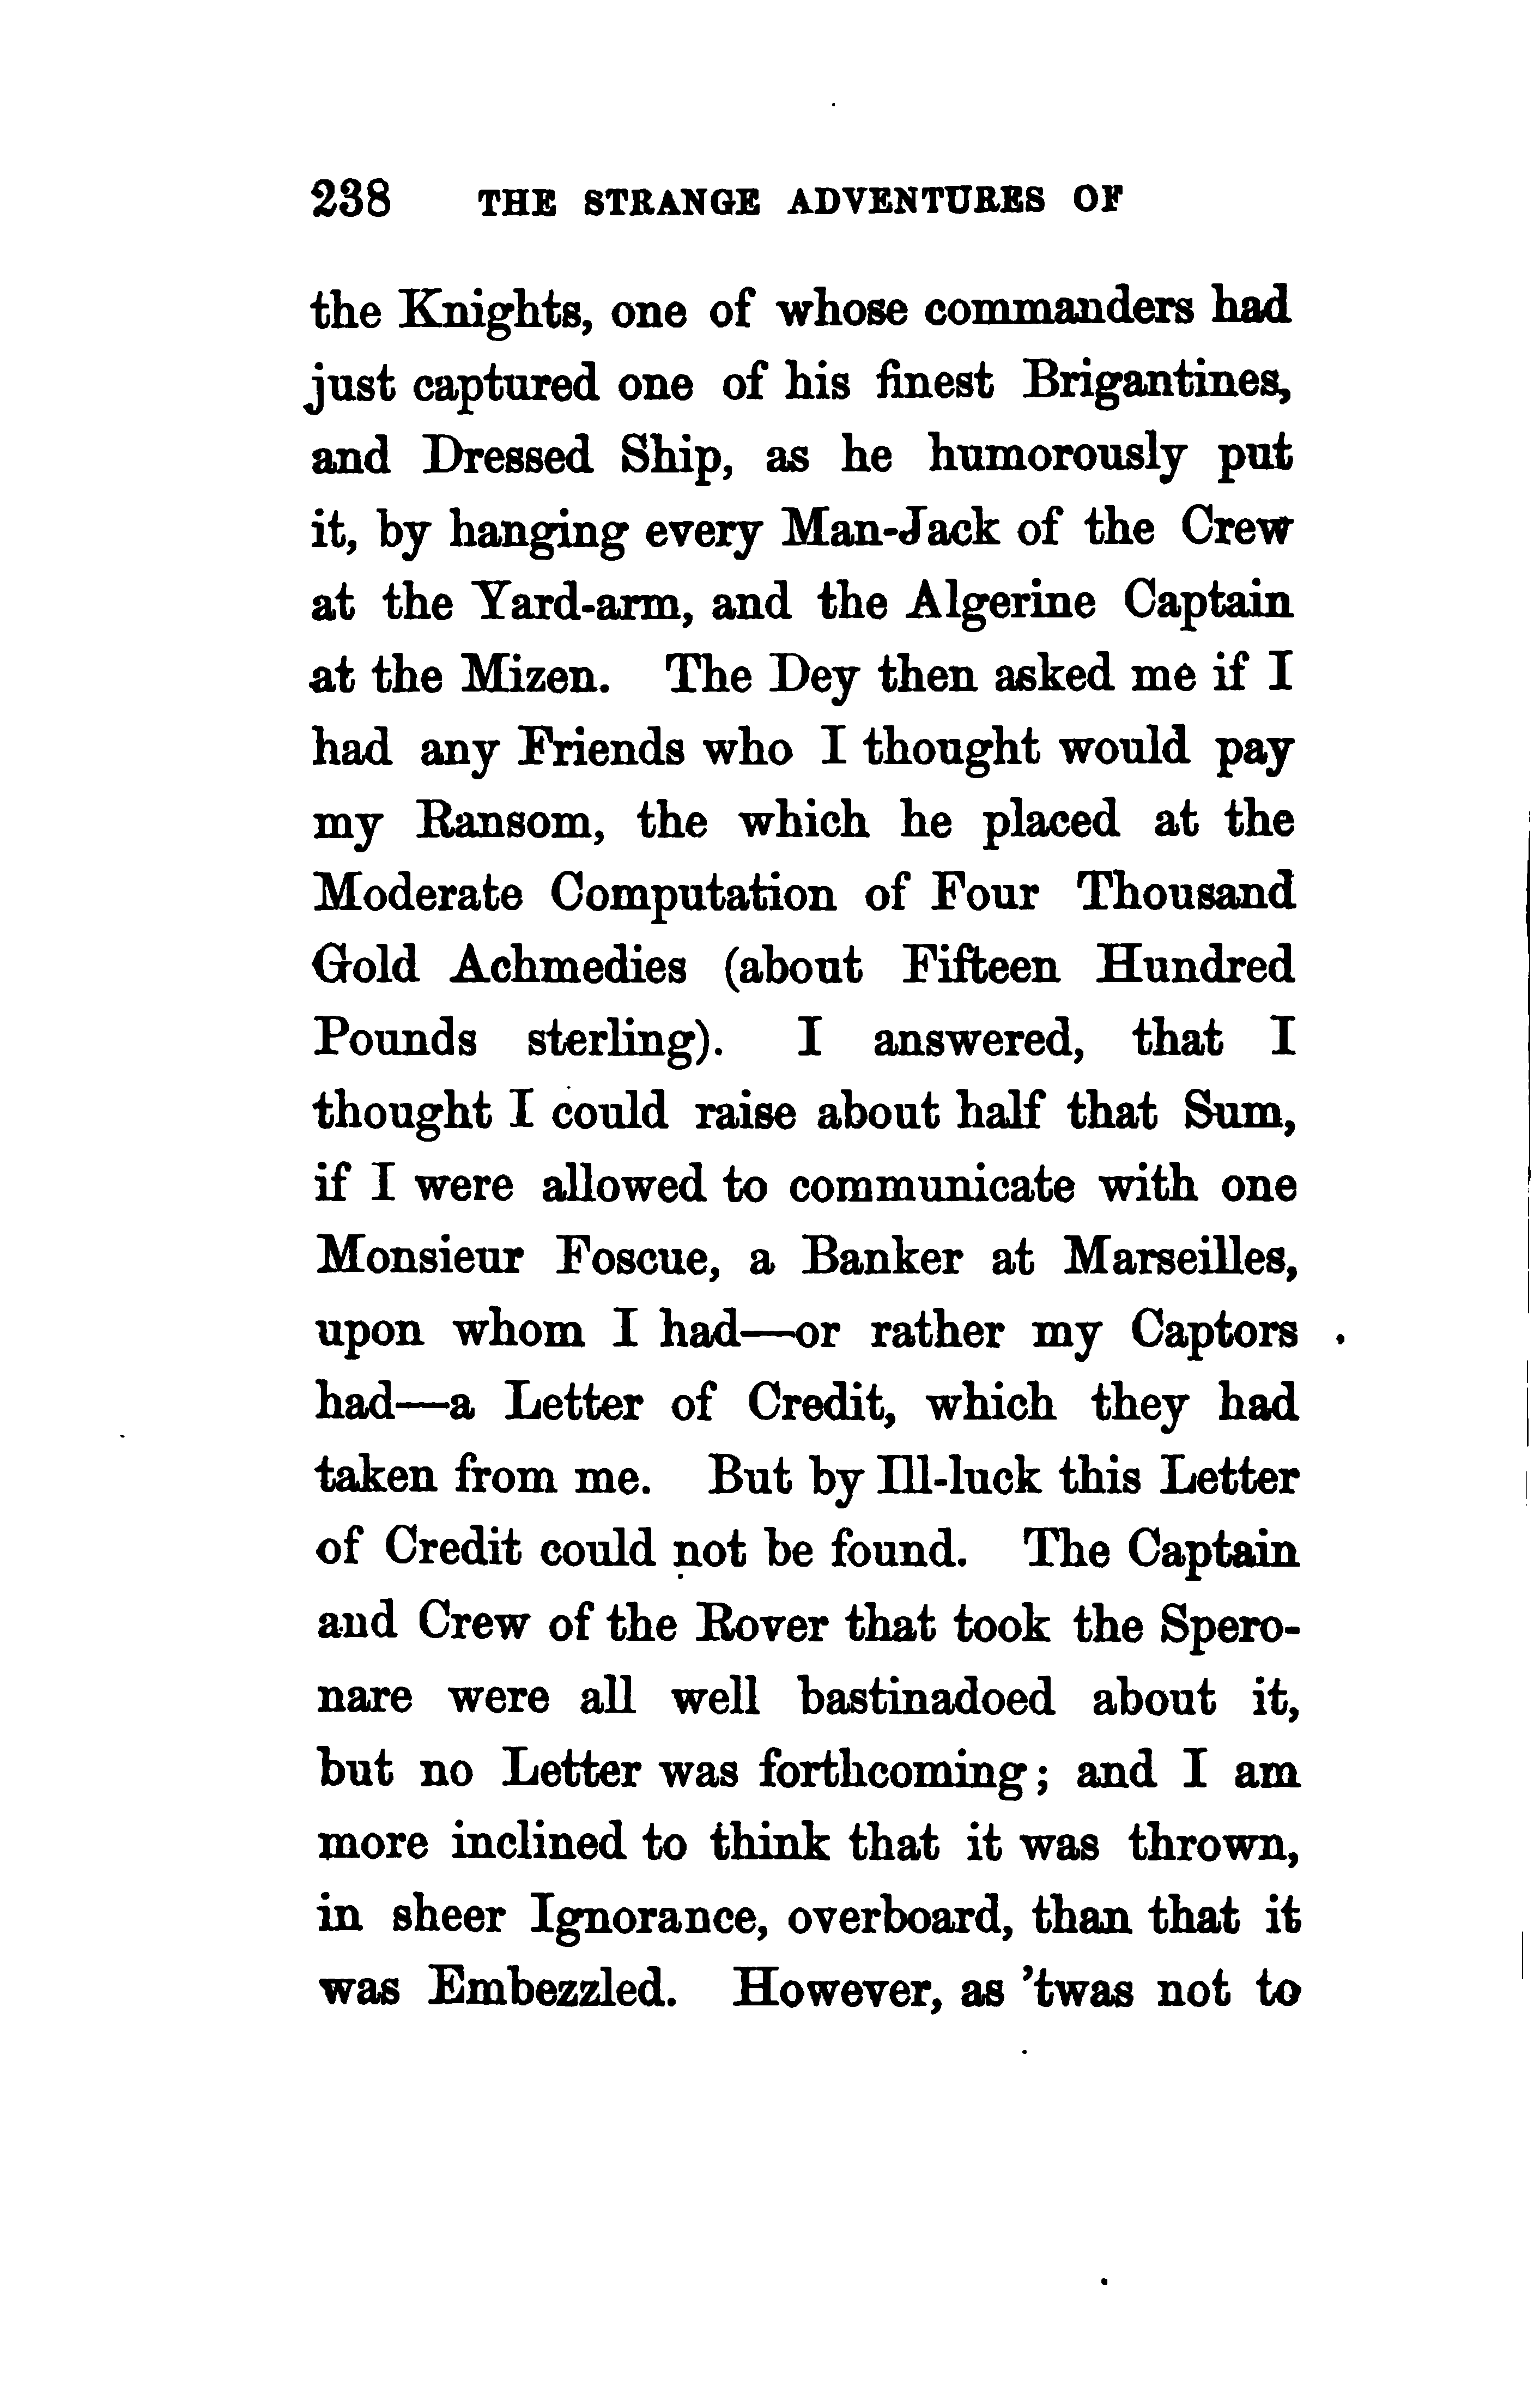 238 THE STRANGE ADVENTURES OF
the Knights, one of whose commanders had
just captured one of his finest Brigantines,
and Dressed Ship, as he humorously put
it, by hanging every Man-Jack of the Crew
at the Yard-arm, and the Algerine Captain
at the Mizen. The Dey then asked me if I
had any Friends who I thought would pay
my Ransom, the which he placed at the
Moderate Computation of Four Thousand
Gold Achmedies (about Fifteen Hundred
Pounds sterling). I answered, that I
thought I could raise about half that Sum,
if I were allowed to communicate with one
Monsieur Foscue, a Banker at Marseilles,
upon whom I had—or rather my Captors
had—a Letter of Credit, which they had
taken from me. But by Ill-luck this Letter
of Credit could not be found. The Captain
and Crew of the Rover that took the Spero-
nare were all well bastinadoed about it,
but no Letter was forthcoming; and I am
more inclined to think that it was thrown,
in sheer Ignorance, overboard, than that it
was Embezzled. However, as 'twas not to